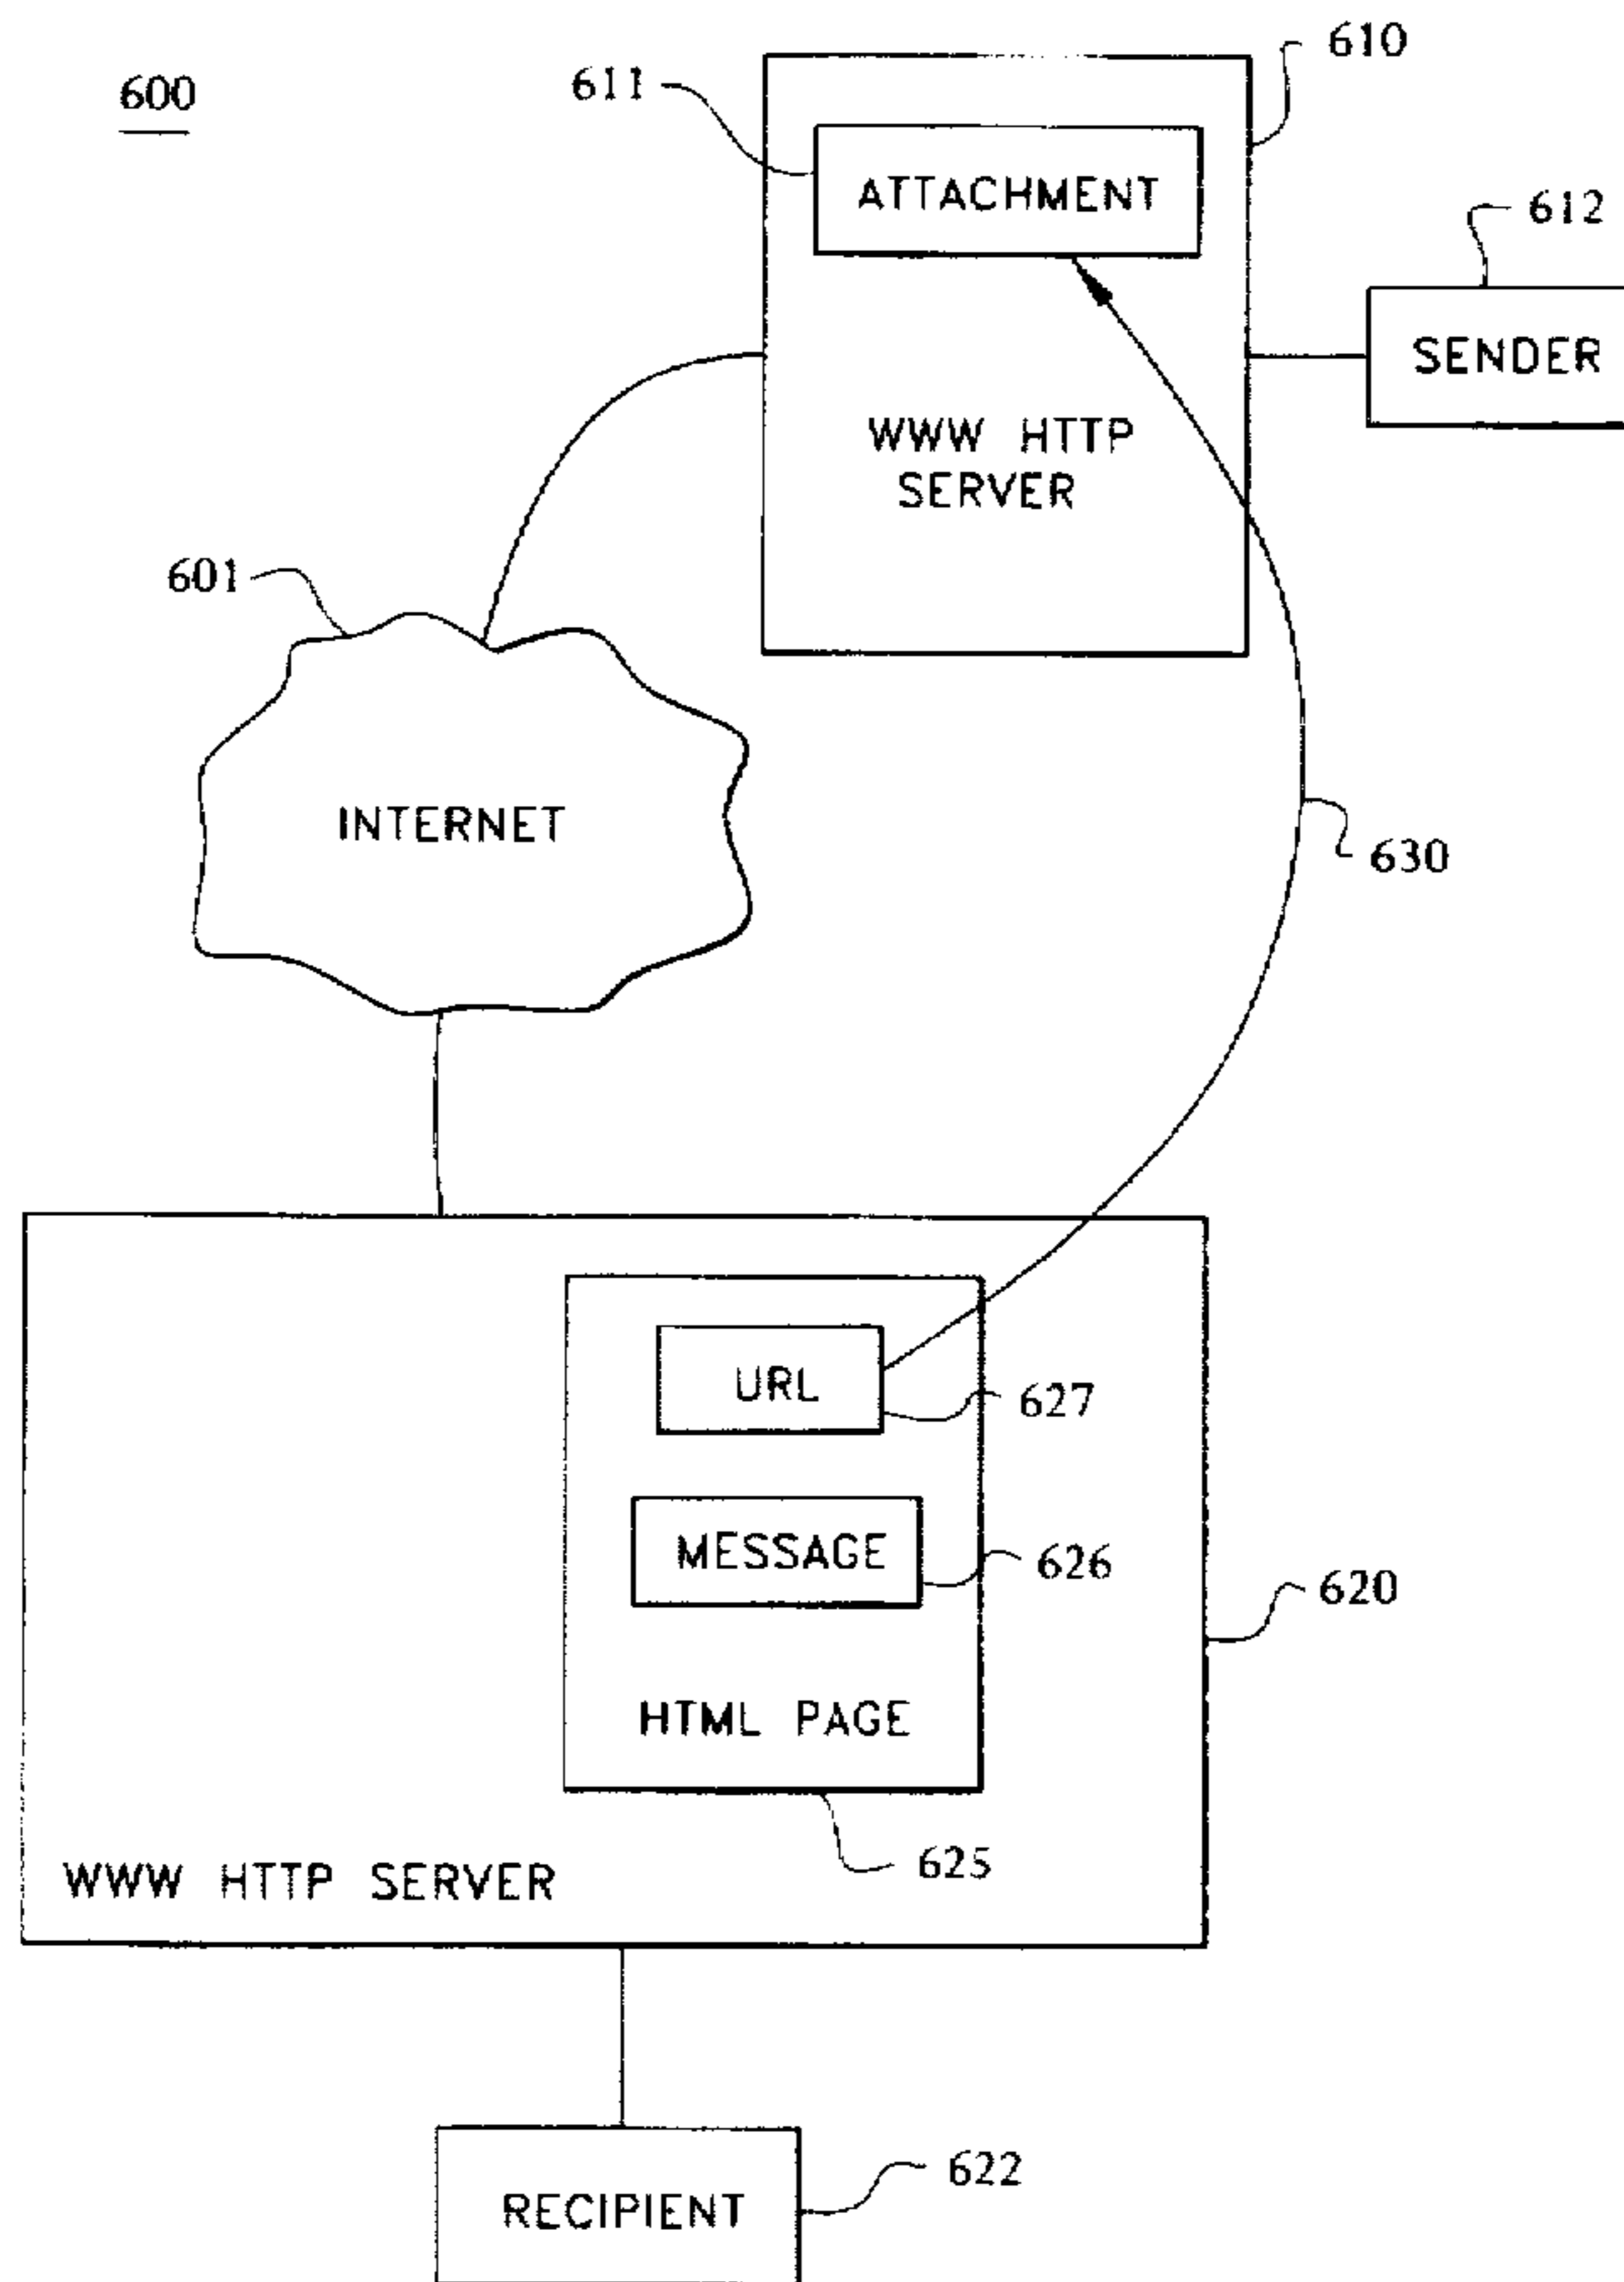 610
600
611
ATTACHMENT
612
SENDER
WWW HTTP
SERVER
601
INTERNET
630
URL
627
MESSAGE
626
620
HTML PAGE
625
WWW HTTP SERVER
622
RECIPIENT